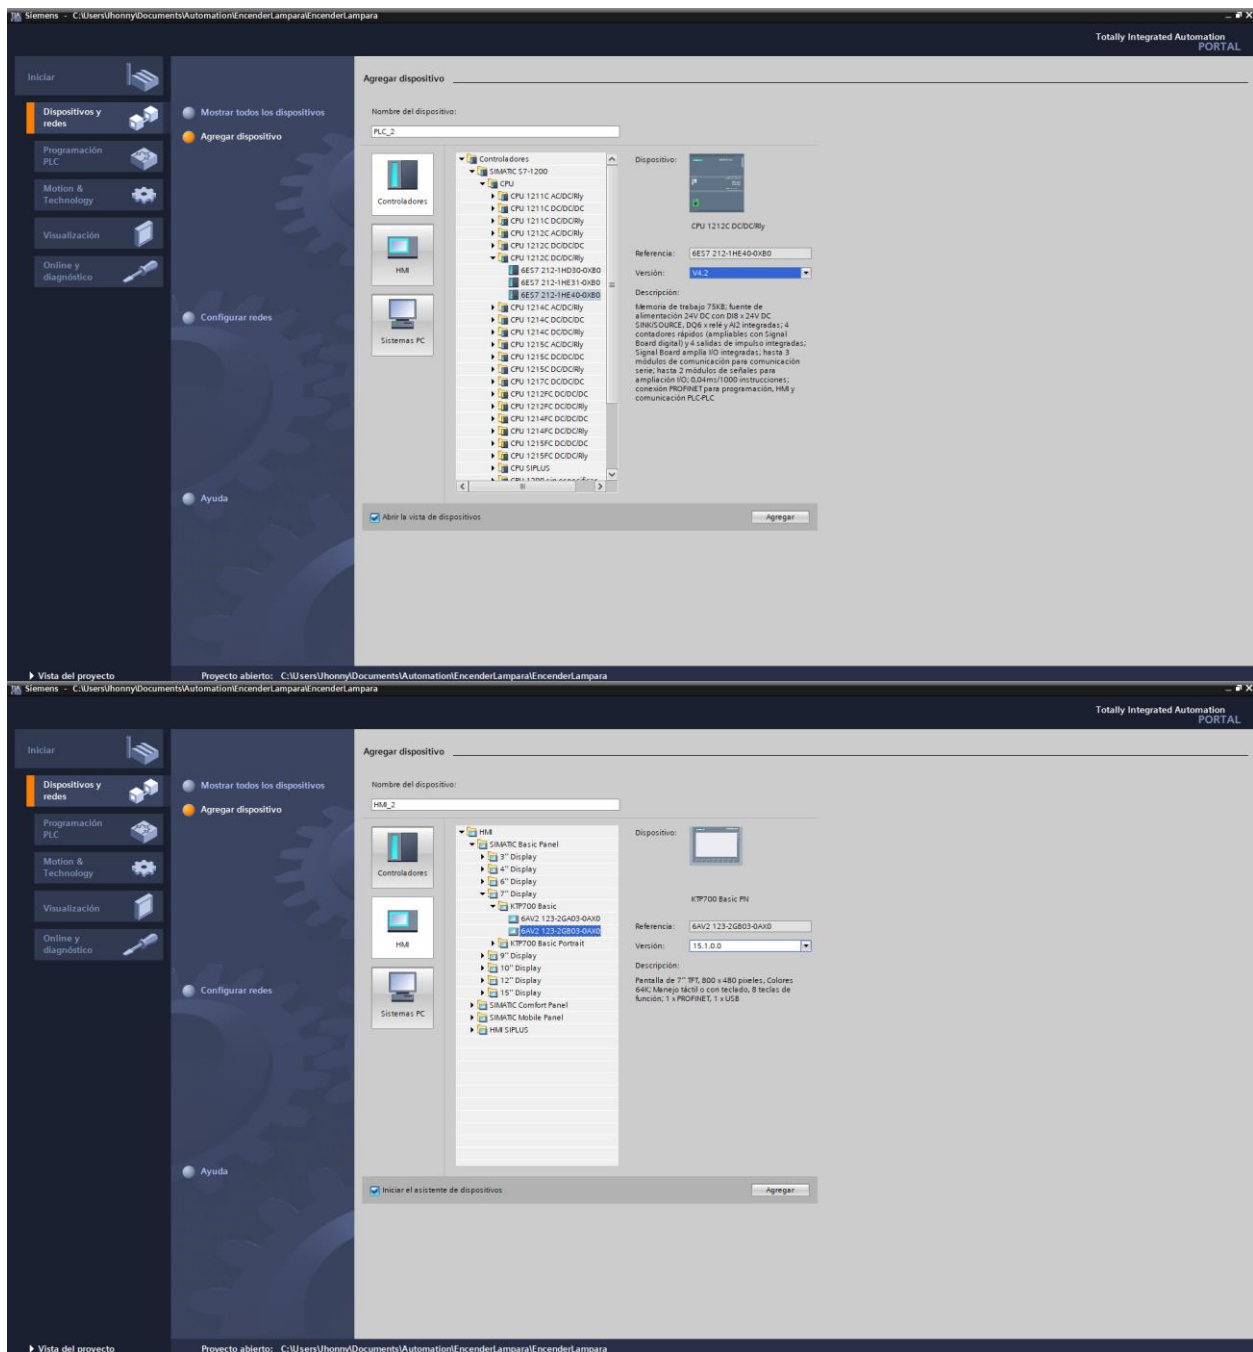 Siemens - C:\Users\Jhonny\Documents\Automation\EncenderLampara\EncenderLampara
Totally Integrated Automation
PORTAL
Iniciar
Dispositivos y
redes
Programación
PLC
Motion &
Technology
Visualización
Online y
diagnóstico
Mostrar todos los dispositivos
Agregar dispositivo
Configurar redes
Ayuda
Agregar dispositivo
Nombre del dispositivo:
PLC_2
Controladores
HMI
Sistemas PC
Controladores
SIMATIC S7-1200
CPU
CPU 1211C AC/DC/Rly
CPU 1211C DC/DC/DC
CPU 1211C DC/DC/Rly
CPU 1212C AC/DC/Rly
CPU 1212C DC/DC/DC
CPU 1212C DC/DC/Rly
6ES7 212-1HD30-0XB0
6ES7 212-1HE31-0XB0
6ES7 212-1HE40-0XB0
CPU 1214C AC/DC/Rly
CPU 1214C DC/DC/DC
CPU 1214C DC/DC/Rly
CPU 1215C AC/DC/Rly
CPU 1215C DC/DC/DC
CPU 1215C DC/DC/Rly
CPU 1217C DC/DC/DC
CPU 1212FC DC/DC/DC
CPU 1212FC DC/DC/Rly
CPU 1214FC DC/DC/DC
CPU 1214FC DC/DC/Rly
CPU 1215FC DC/DC/DC
CPU 1215FC DC/DC/Rly
CPU SIPLUS
CPU 1200 sin especificar
Dispositivo:
CPU 1212C DC/DC/Rly
Referencia: 6ES7 212-1HE40-0XB0
Versión: V4.2
Descripción:
Memoria de trabajo 75KB; fuente de
alimentación 24V DC con DI8 x 24V DC
SINK/SOURCE, DQ6 x relé y AI2 integradas; 4
contadores rápidos (ampliables con Signal
Board digital) y 4 salidas de impulso integradas;
Signal Board amplía I/O integradas; hasta 3
módulos de comunicación para comunicación
serie; hasta 2 módulos de señales para
ampliación I/O; 0,04ms/1000 instrucciones;
conexión PROFINET para programación, HMI y
comunicación PLC-PLC
Abrir la vista de dispositivos
Agregar
Vista del proyecto
Proyecto abierto: C:\Users\Jhonny\Documents\Automation\EncenderLampara\EncenderLampara
Siemens - C:\Users\Jhonny\Documents\Automation\EncenderLampara\EncenderLampara
Totally Integrated Automation
PORTAL
Iniciar
Dispositivos y
redes
Programación
PLC
Motion &
Technology
Visualización
Online y
diagnóstico
Mostrar todos los dispositivos
Agregar dispositivo
Configurar redes
Ayuda
Agregar dispositivo
Nombre del dispositivo:
HMI_2
Controladores
HMI
Sistemas PC
HMI
SIMATIC Basic Panel
3" Display
4" Display
6" Display
7" Display
KTP700 Basic
6AV2 123-2GA03-0AX0
6AV2 123-2GB03-0AX0
KTP700 Basic Portrait
9" Display
10" Display
12" Display
15" Display
SIMATIC Comfort Panel
SIMATIC Mobile Panel
HMI SIPLUS
Dispositivo:
KTP700 Basic PN
Referencia: 6AV2 123-2GB03-0AX0
Versión: 15.1.0.0
Descripción:
Pantalla de 7" TFT, 800 x 480 píxeles, Colores
64K; Manejo táctil o con teclado, 8 teclas de
función; 1 x PROFINET, 1 x USB
Iniciar el asistente de dispositivos
Agregar
Vista del proyecto
Proyecto abierto: C:\Users\Jhonny\Documents\Automation\EncenderLampara\EncenderLampara